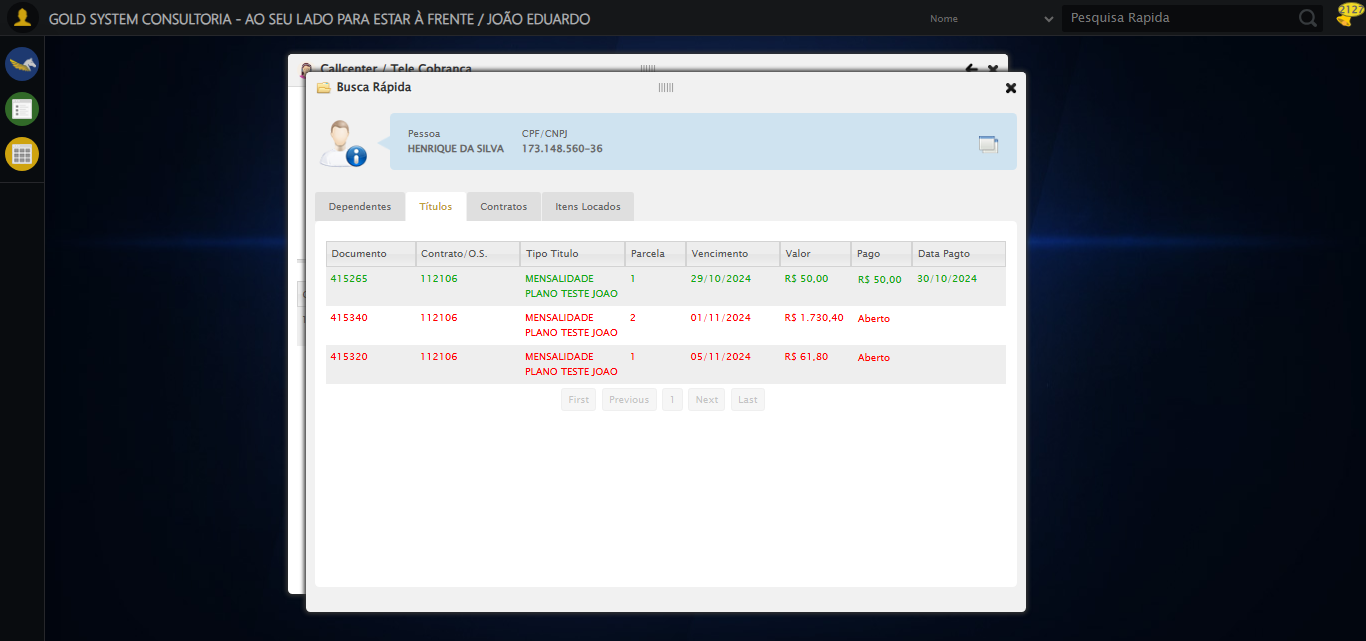 GOLD SYSTEM CONSULTORIA - AO SEU LADO PARA ESTAR À FRENTE / JOÃO EDUARDO
Nome
Pesquisa Rapida
2127
Callcenter / Tele Cobrança
Busca Rápida
Pessoa CPF/CNPJ
HENRIQUE DA SILVA 173.148.560-36
Dependentes Títulos Contratos Itens Locados
Documento Contrato/O.S. Tipo Titulo Parcela Vencimento Valor Pago Data Pagto
415265 112106 MENSALIDADE 1 29/10/2024 R$ 50,00 R$ 50,00 30/10/2024
PLANO TESTE JOAO
415340 112106 MENSALIDADE 2 01/11/2024 R$ 1.730,40 Aberto
PLANO TESTE JOAO
415320 112106 MENSALIDADE 1 05/11/2024 R$ 61,80 Aberto
PLANO TESTE JOAO
First Previous 1 Next Last